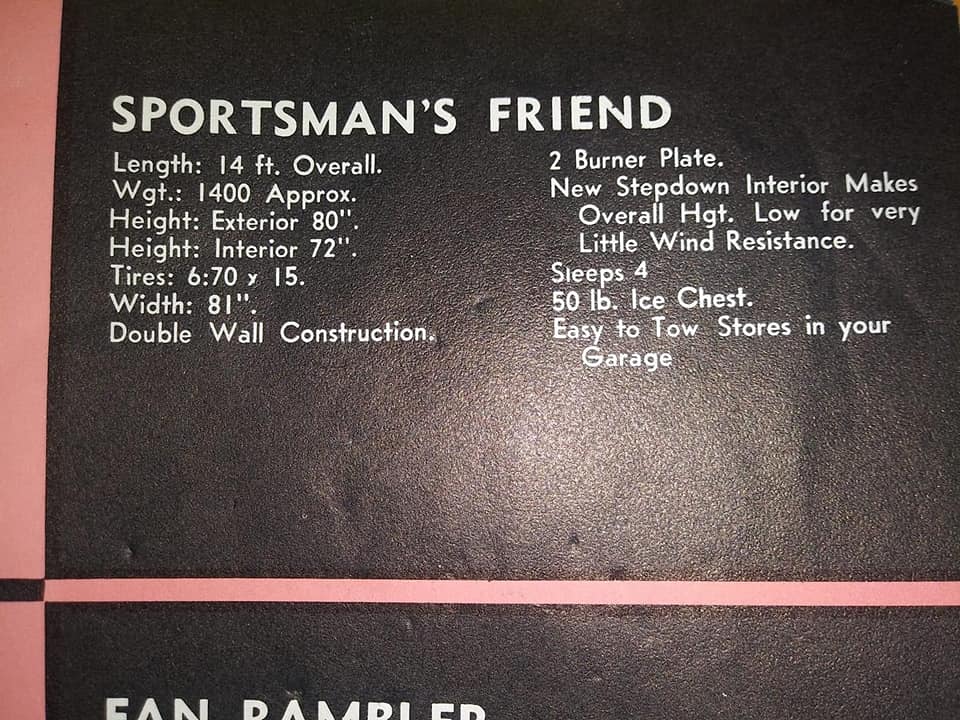 SPORTSMAN'S FRIEND
Length: 14 ft. Overall.
Wgt.: 1400 Approx.
Height: Exterior 80".
Height: Interior 72".
Tires: 6:70 x 15.
Width: 81".
Double Wall Construction.
2 Burner Plate.
New Stepdown Interior Makes
Overall Hgt. Low for very
Little Wind Resistance.
Sleeps 4
50 lb. Ice Chest.
Easy to Tow Stores in your
Garage
FAN RAMBLER